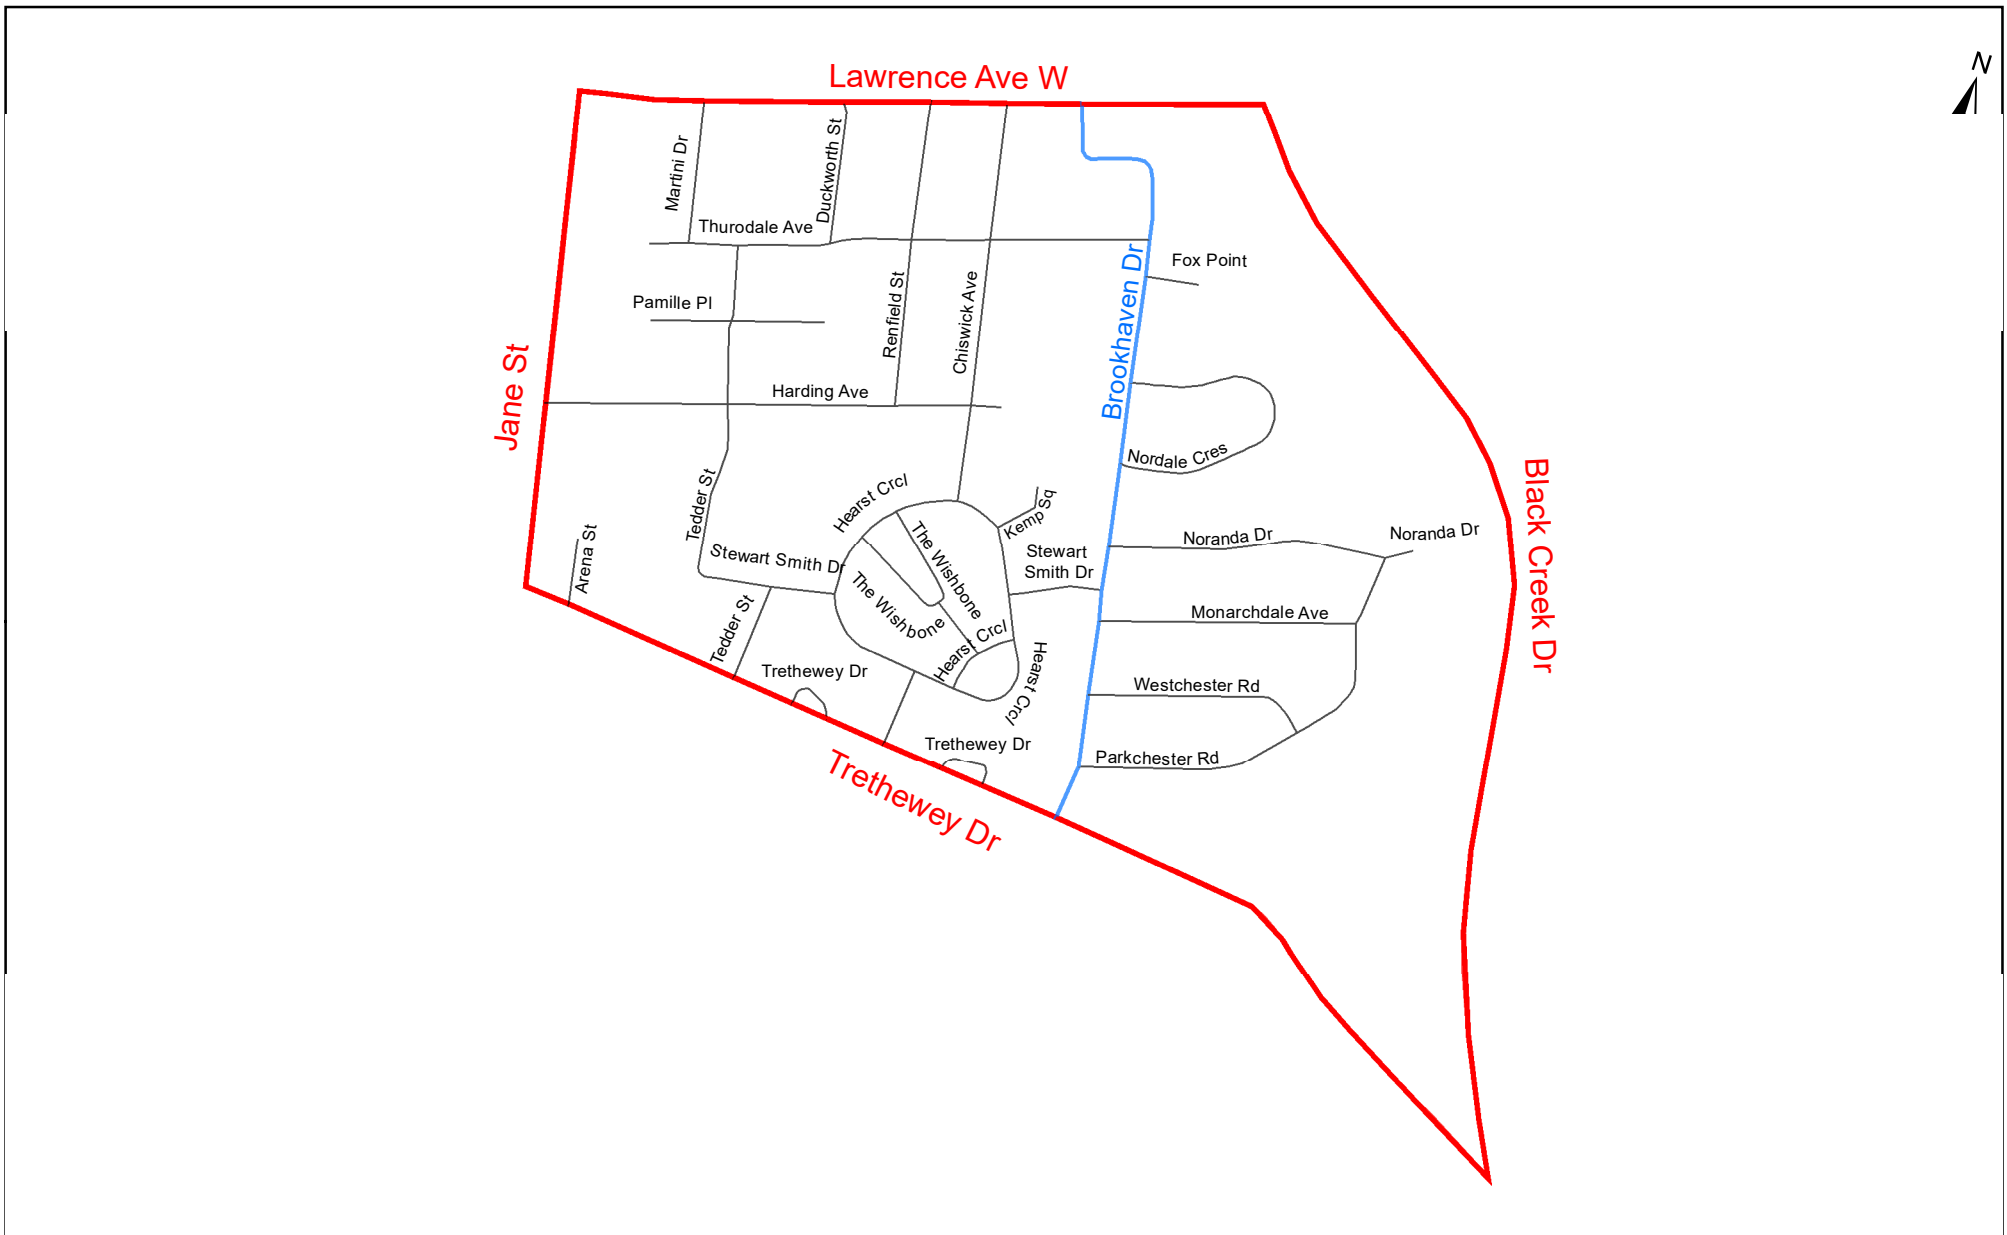 Lawrence Ave W
N
Martini Dr
Duckworth St
Thurodale Ave
Fox Point
Brookhaven Dr
Pamille Pl
Renfield St
Chiswick Ave
Jane St
Harding Ave
Nordale Cres
Black Creek Dr
Tedder St
Hearst Crcl
Kemp Sq
Arena St
Stewart Smith Dr
The Wishbone
The Wishbone
Stewart
Smith Dr
Noranda Dr
Noranda Dr
Monarchdale Ave
Tedder St
Hearst Crcl
Hearst Crcl
Trethewey Dr
Westchester Rd
Trethewey Dr
Parkchester Rd
Trethewey Dr